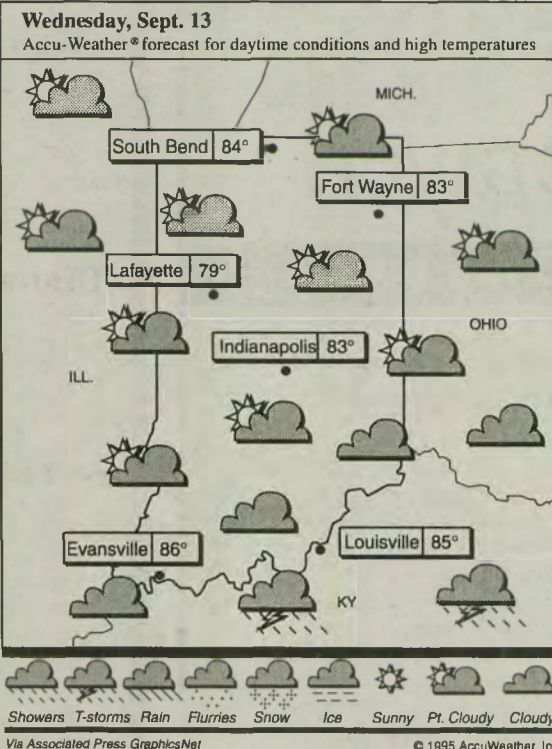 Wednesday, Sept. 13
Accu-Weather® forecast for daytime conditions and high temperatures
MICH.
South Bend 84°
Fort Wayne 83°
Lafayette 79°
OHIO
Indianapolis 83°
ILL.
Evansville 86°
Louisville 85°
KY
Showers T-storms Rain Flurries Snow Ice Sunny Pt. Cloudy Cloudy
Via Associated Press GraphicsNet
© 1995 AccuWeather, In